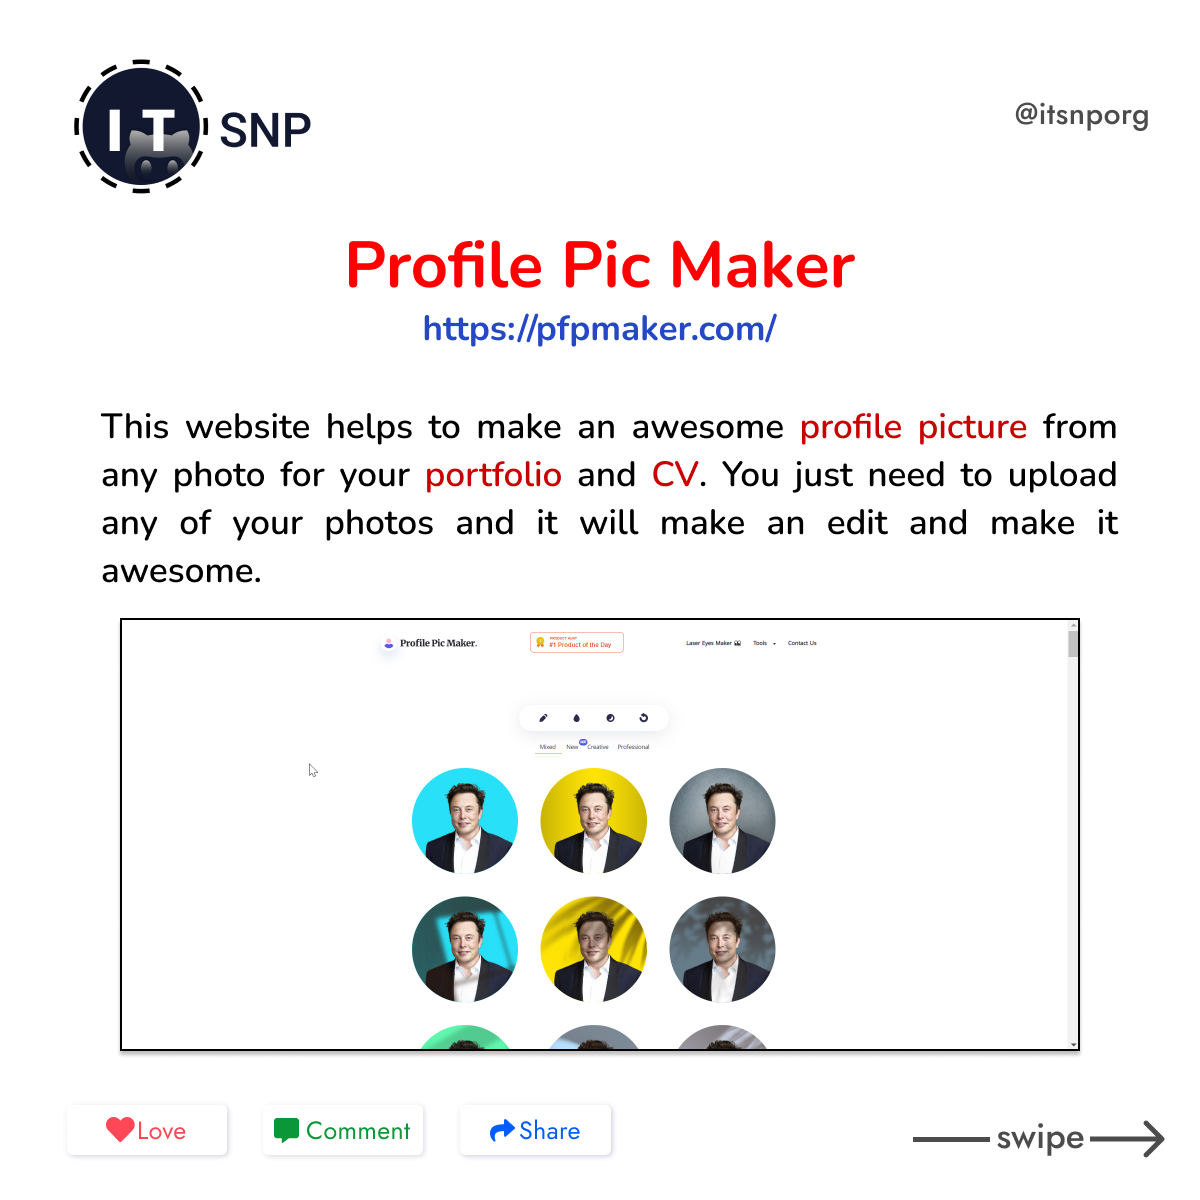 IT SNP
@itsnporg
Profile Pic Maker
https://pfpmaker.com/
This website helps to make an awesome profile picture from
any photo for your portfolio and CV. You just need to upload
any of your photos and it will make an edit and make it
awesome.
Profile Pic Maker.
PRODUCT HUNT
#1 Product of the Day
Laser Eyes Maker
Tools
Contact Us
Mixed
New
Creative
Professional
Love
Comment
Share
swipe